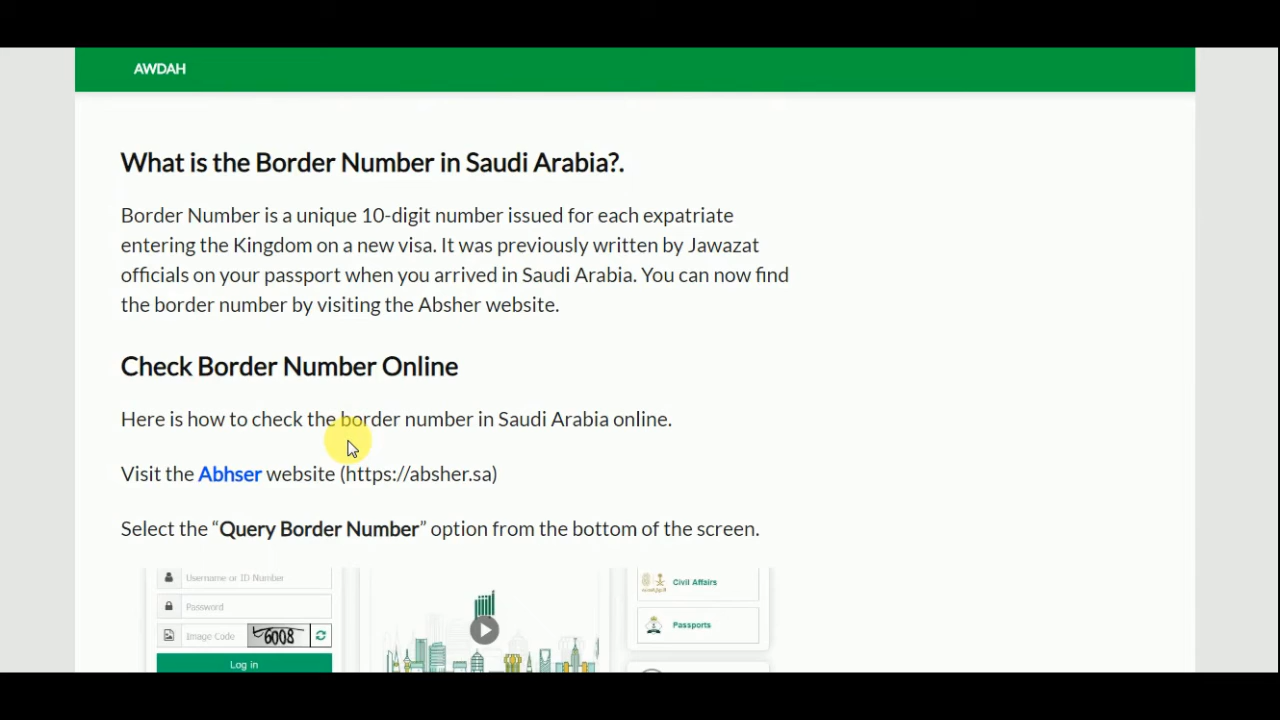 AWDAH
What is the Border Number in Saudi Arabia?.
Border Number is a unique 10-digit number issued for each expatriate
entering the Kingdom on a new visa. It was previously written by Jawazat
officials on your passport when you arrived in Saudi Arabia. You can now find
the border number by visiting the Absher website.
Check Border Number Online
Here is how to check the border number in Saudi Arabia online.
Visit the Abhser website (https://absher.sa)
Select the “Query Border Number” option from the bottom of the screen.
Username or ID Number
Password
Image Code 6008
Log in
Civil Affairs
Passports